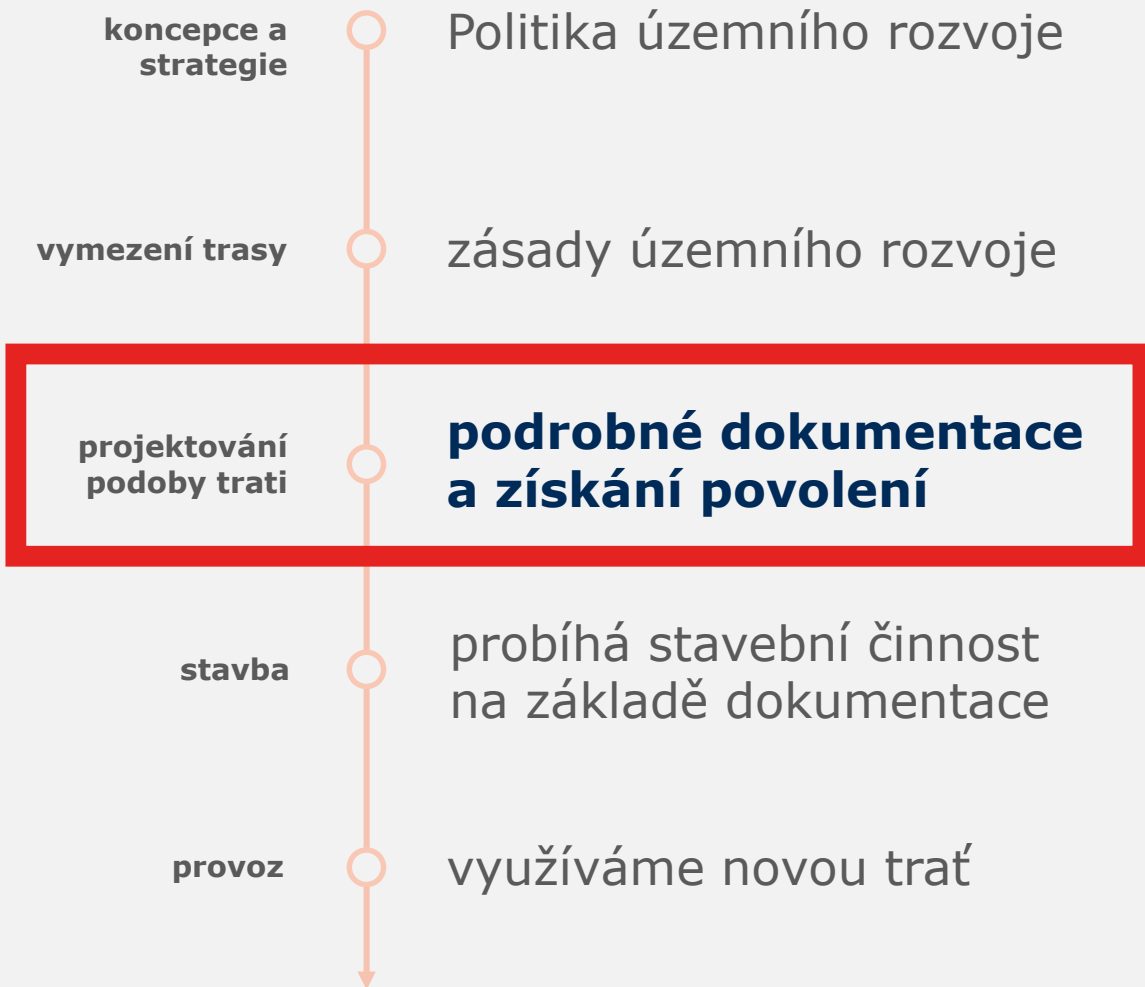 koncepce a
strategie
Politika územního rozvoje
vymezení trasy
zásady územního rozvoje
projektování
podoby trati
podrobné dokumentace
a získání povolení
stavba
probíhá stavební činnost
na základě dokumentace
provoz
využíváme novou trať